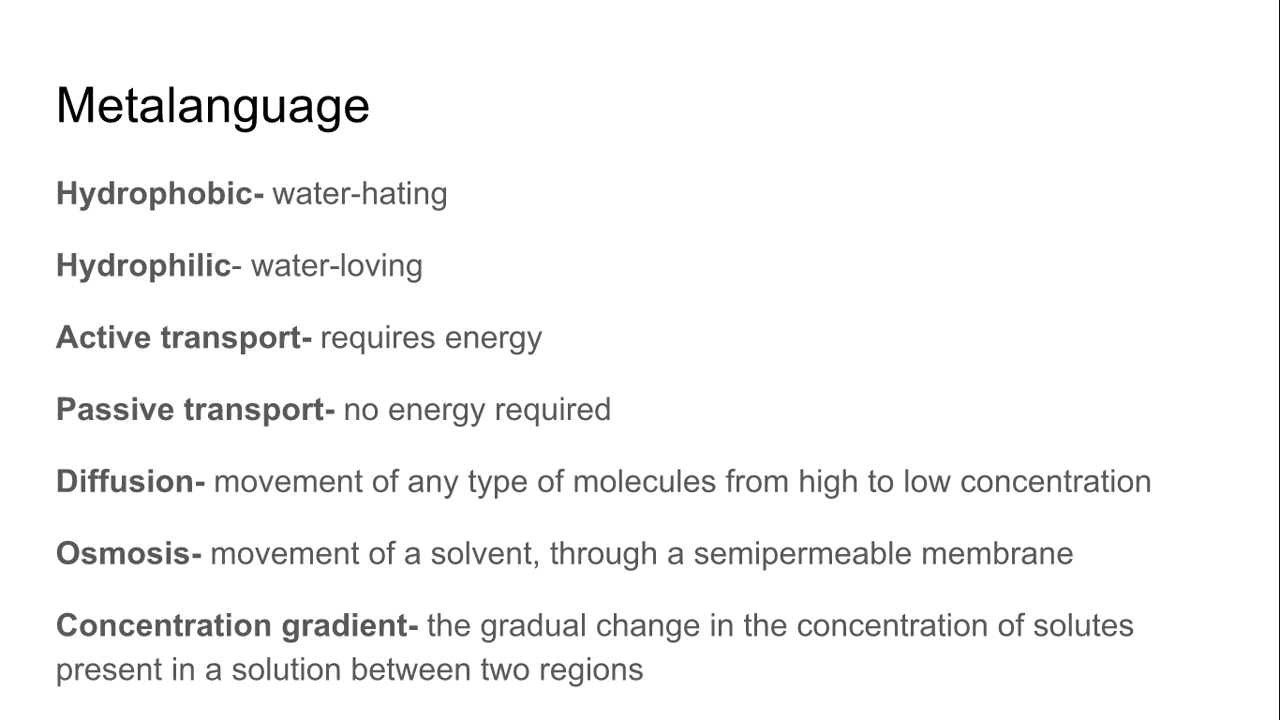 Metalanguage
Hydrophobic- water-hating
Hydrophilic- water-loving
Active transport- requires energy
Passive transport- no energy required
Diffusion- movement of any type of molecules from high to low concentration
Osmosis- movement of a solvent, through a semipermeable membrane
Concentration gradient- the gradual change in the concentration of solutes
present in a solution between two regions